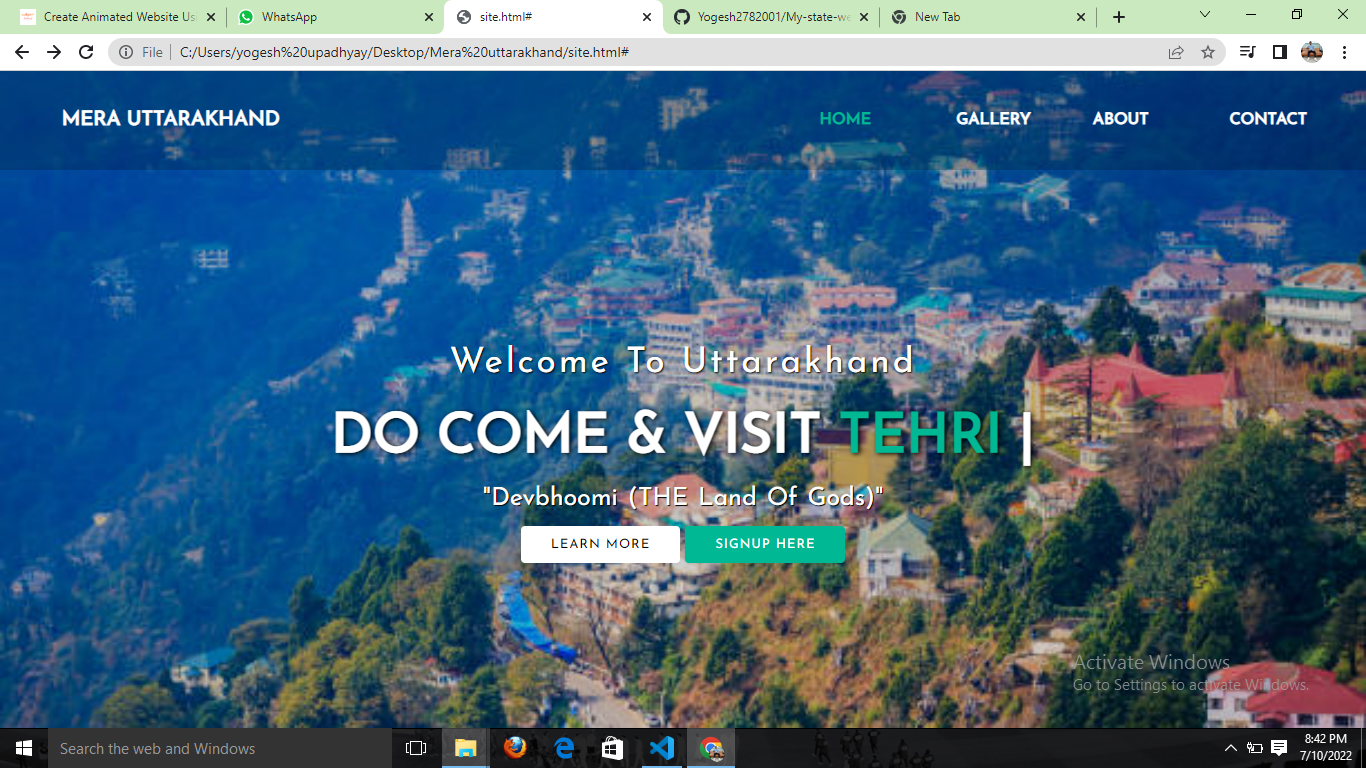 Create Animated Website Usi
WhatsApp
site.html#
Yogesh2782001/My-state-we
New Tab
File
C:/Users/yogesh%20upadhyay/Desktop/Mera%20uttarakhand/site.html#
MERA UTTARAKHAND
HOME
GALLERY
ABOUT
CONTACT
Welcome To Uttarakhand
DO COME & VISIT TEHRI |
"Devbhoomi (THE Land Of Gods)"
LEARN MORE
SIGNUP HERE
Activate Windows
Go to Settings to activate Windows.
Search the web and Windows
8:42 PM
7/10/2022